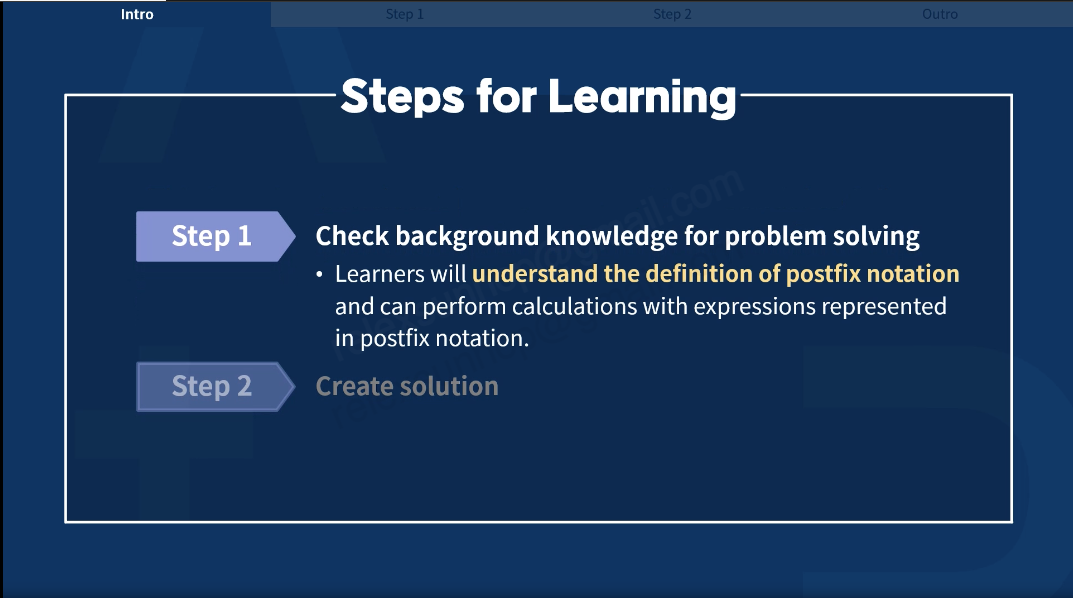 Intro
Step 1
Step 2
Outro
Steps for Learning
Step 1
Check background knowledge for problem solving
• Learners will understand the definition of postfix notation
and can perform calculations with expressions represented
in postfix notation.
Step 2
Create solution